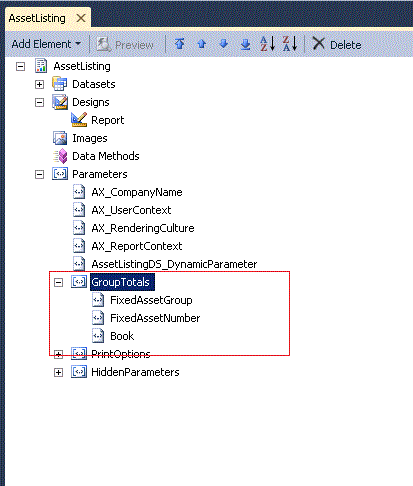 AssetListing
Add Element Preview Delete
AssetListing
Datasets
Designs
Report
Images
Data Methods
Parameters
AX_CompanyName
AX_UserContext
AX_RenderingCulture
AX_ReportContext
AssetListingDS_DynamicParameter
GroupTotals
FixedAssetGroup
FixedAssetNumber
Book
PrintOptions
HiddenParameters